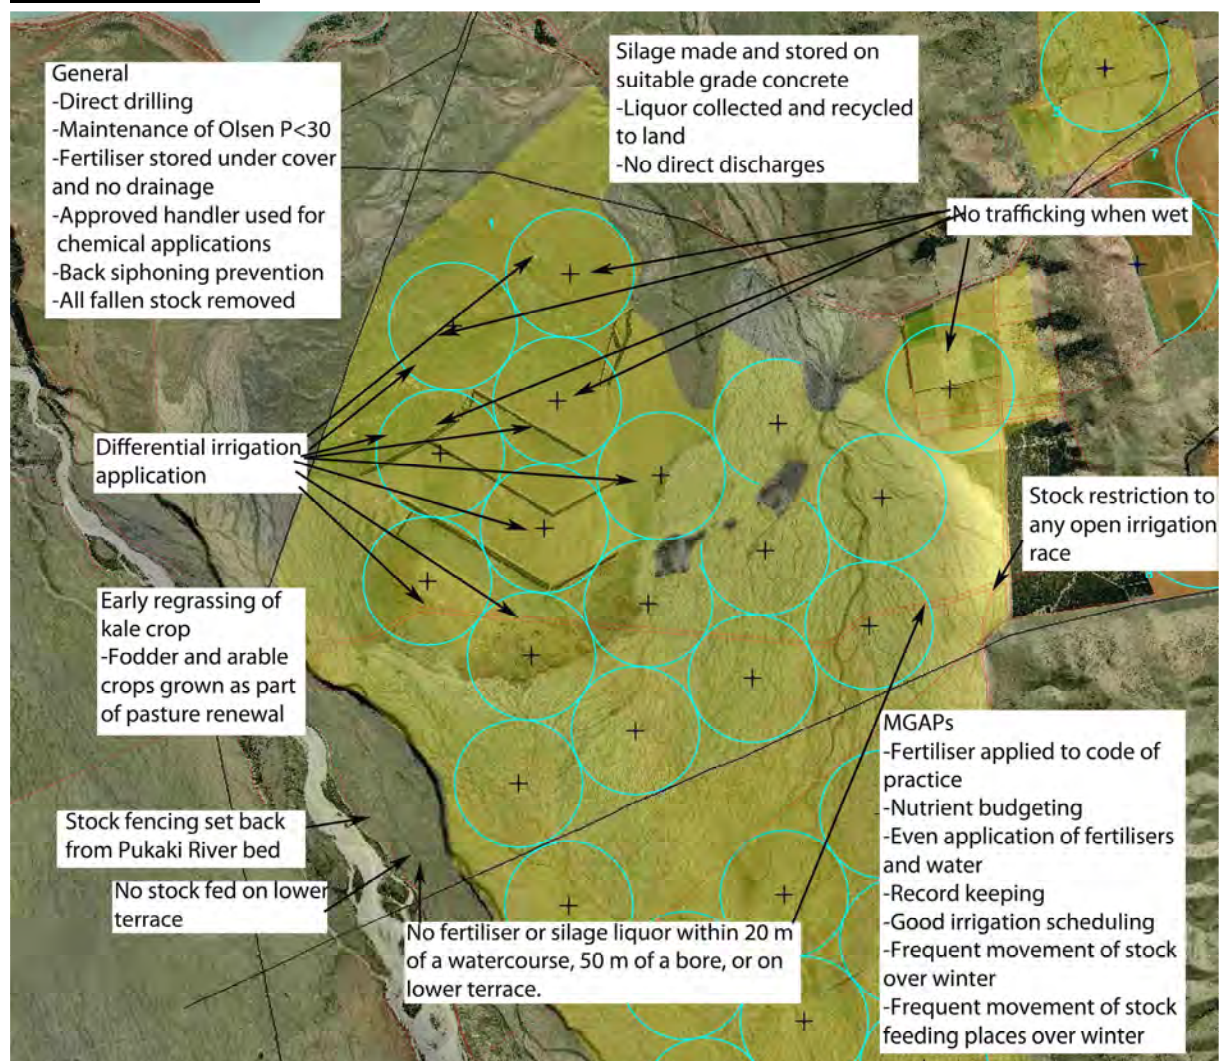 General
-Direct drilling
-Maintenance of Olsen P<30
-Fertiliser stored under cover
and no drainage
-Approved handler used for
chemical applications
-Back siphoning prevention
-All fallen stock removed
Silage made and stored on
suitable grade concrete
-Liquor collected and recycled
to land
-No direct discharges
No trafficking when wet
Differential irrigation
application
Stock restriction to
any open irrigation
race
Early regrassing of
kale crop
-Fodder and arable
crops grown as part
of pasture renewal
MGAPs
-Fertiliser applied to code of
practice
-Nutrient budgeting
-Even application of fertilisers
and water
-Record keeping
-Good irrigation scheduling
-Frequent movement of stock
over winter
-Frequent movement of stock
feeding places over winter
Stock fencing set back
from Pukaki River bed
No stock fed on lower
terrace
No fertiliser or silage liquor within 20 m
of a watercourse, 50 m of a bore, or on
lower terrace.